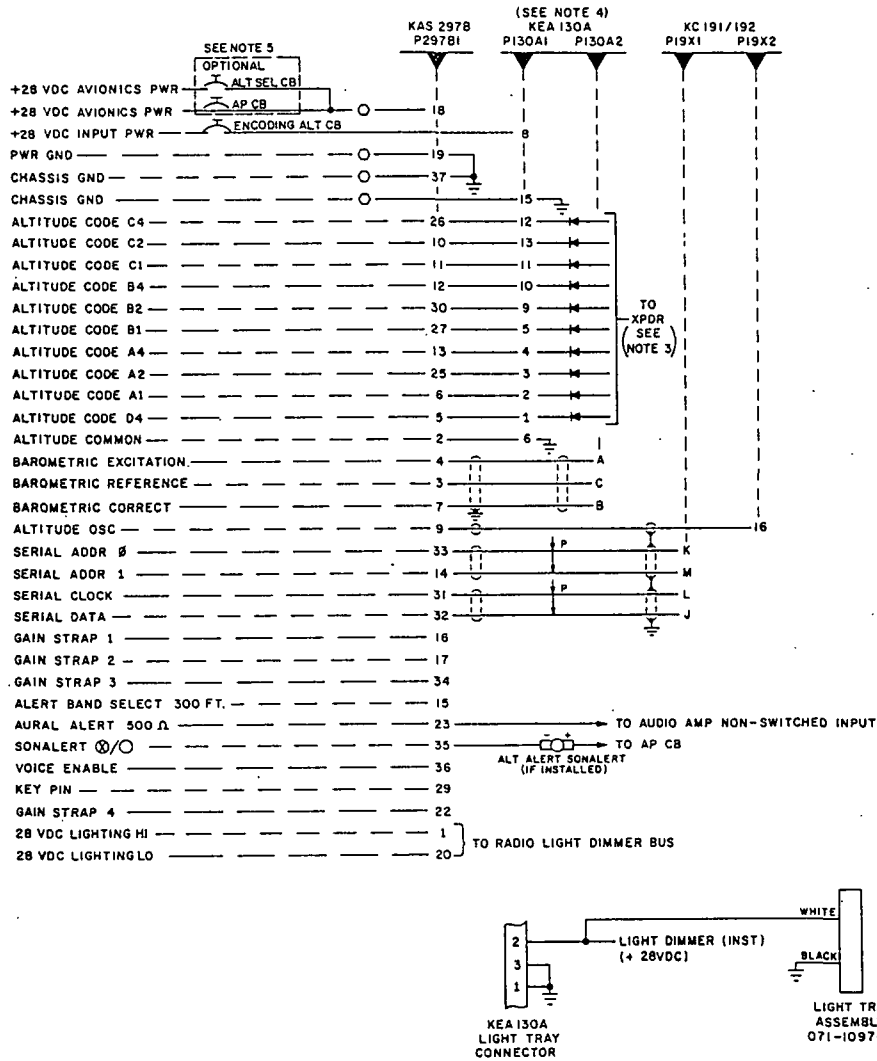 (SEE NOTE 4)
KAS 297B KEA 130A KC 191/192
P297B1 P130A1 P130A2 P19X1 P19X2
SEE NOTE 5
OPTIONAL
+28 VDC AVIONICS PWR ALT SEL CB
+28 VDC AVIONICS PWR AP CB 18
+28 VDC INPUT PWR ENCODING ALT CB 8
PWR GND 19
CHASSIS GND 37
CHASSIS GND 15
ALTITUDE CODE C4 26 12
ALTITUDE CODE C2 10 13
ALTITUDE CODE C1 11 11
ALTITUDE CODE B4 12 10
ALTITUDE CODE B2 30 9
ALTITUDE CODE B1 27 5
ALTITUDE CODE A4 13 4
ALTITUDE CODE A2 25 3
ALTITUDE CODE A1 6 2
ALTITUDE CODE D4 5 1
TO
XPDR
(SEE
NOTE 3)
ALTITUDE COMMON 2 6
BAROMETRIC EXCITATION 4 A
BAROMETRIC REFERENCE 3 C
BAROMETRIC CORRECT 7 B
ALTITUDE OSC 9 16
SERIAL ADDR Ø 33 P K
SERIAL ADDR 1 14 M
SERIAL CLOCK 31 P L
SERIAL DATA 32 J
GAIN STRAP 1 16
GAIN STRAP 2 17
GAIN STRAP 3 34
ALERT BAND SELECT 300 FT. 15
AURAL ALERT 500 Ω 23 TO AUDIO AMP NON-SWITCHED INPUT
SONALERT ⊗/○ 35 - + TO AP CB
ALT ALERT SONALERT
(IF INSTALLED)
VOICE ENABLE 36
KEY PIN 29
GAIN STRAP 4 22
28 VDC LIGHTING HI 1
28 VDC LIGHTING LO 20
TO RADIO LIGHT DIMMER BUS
WHITE
2 LIGHT DIMMER (INST)
(+ 28VDC)
3
1
BLACK
KEA 130A
LIGHT TRAY
CONNECTOR
LIGHT TR
ASSEMBL
071-1097